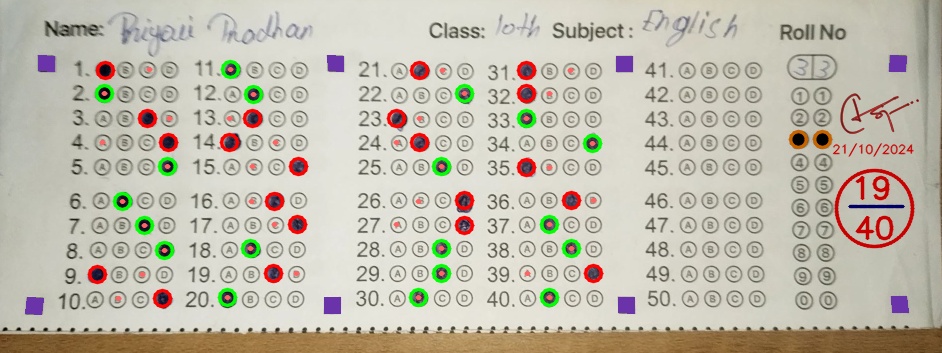 Name: Priyani Pradhan Class: 10th Subject : English Roll No
1. A B C D 11. A B C D 21. A B C D 31. A B C D 41. A B C D 33
2. A B C D 12. A B C D 22. A B C D 32. A B C D 42. A B C D 1 1
3. A B C D 13. A B C D 23. A B C D 33. A B C D 43. A B C D 2 2
4. A B C D 14. A B C D 24. A B C D 34. A B C D 44. A B C D 21/10/2024
5. A B C D 15. A B C D 25. A B C D 35. A B C D 45. A B C D 4 4
5 5
6. A B C D 16. A B C D 26. A B C D 36. A B C D 46. A B C D 6 6
7. A B C D 17. A B C D 27. A B C D 37. A B C D 47. A B C D 7 7
8. A B C D 18. A B C D 28. A B C D 38. A B C D 48. A B C D 8 8
9. A B C D 19. A B C D 29. A B C D 39. A B C D 49. A B C D 9 9
10. A B C D 20. A B C D 30. A B C D 40. A B C D 50. A B C D 0 0
19
40